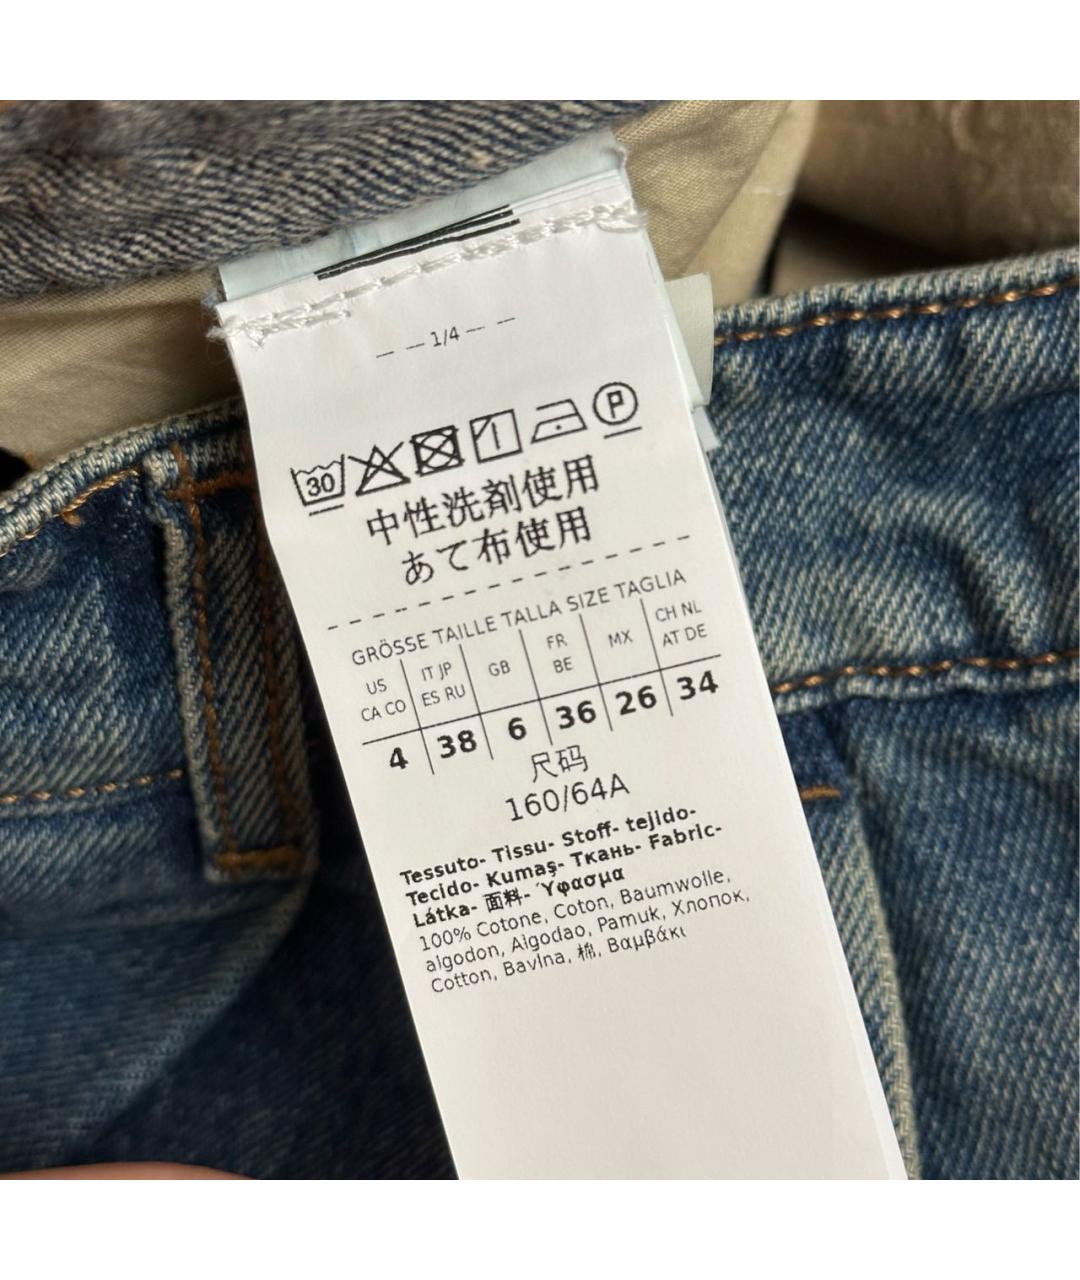 — — 1/4 — —
30 P
中性洗剤使用
あて布使用
GRÖSSE TAILLE TALLA SIZE TAGLIA
US CA CO IT JP ES RU GB FR BE MX CH NL AT DE
4 38 6 36 26 34
尺码
160/64A
Tessuto- Tissu- Stoff- tejido-
Tecido- Kumaş- Ткань- Fabric-
Látka- 面料- ΄Υφασμα
100% Cotone, Coton, Baumwolle,
algodon, Algodao, Pamuk, Хлопок,
Cotton, Bavlna, 棉, Βαμβάκι